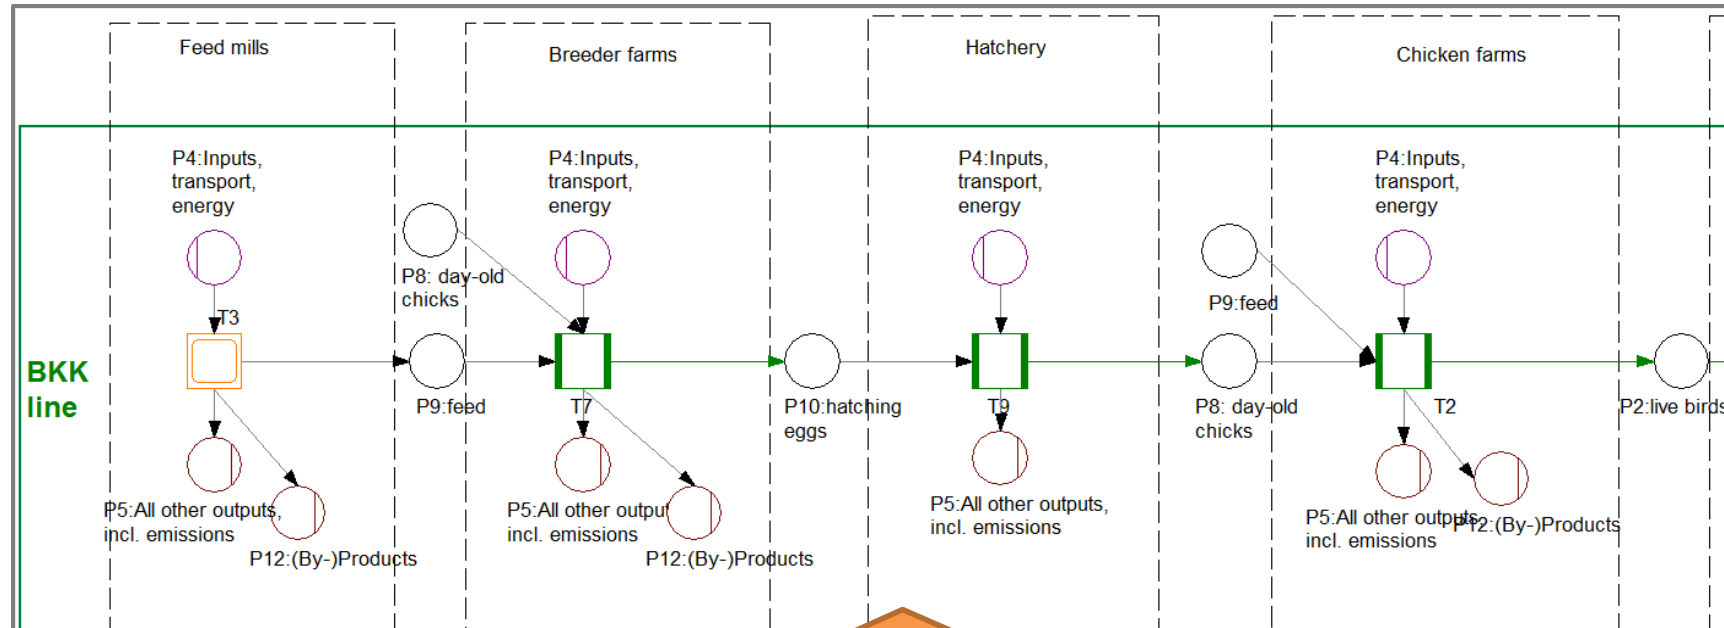 Feed mills
Breeder farms
Hatchery
Chicken farms
P4:Inputs,
transport,
energy
P4:Inputs,
transport,
energy
P4:Inputs,
transport,
energy
P4:Inputs,
transport,
energy
P8: day-old
chicks
P9:feed
T3
BKK
line
P9:feed
T7
P10:hatching
eggs
T9
P8: day-old
chicks
T2
P2:live birds
P5:All other outputs,
incl. emissions
P12:(By-)Products
P5:All other output
incl. emissions
P12:(By-)Products
P5:All other outputs,
incl. emissions
P5:All other outputs,
incl. emissions
P12:(By-)Products